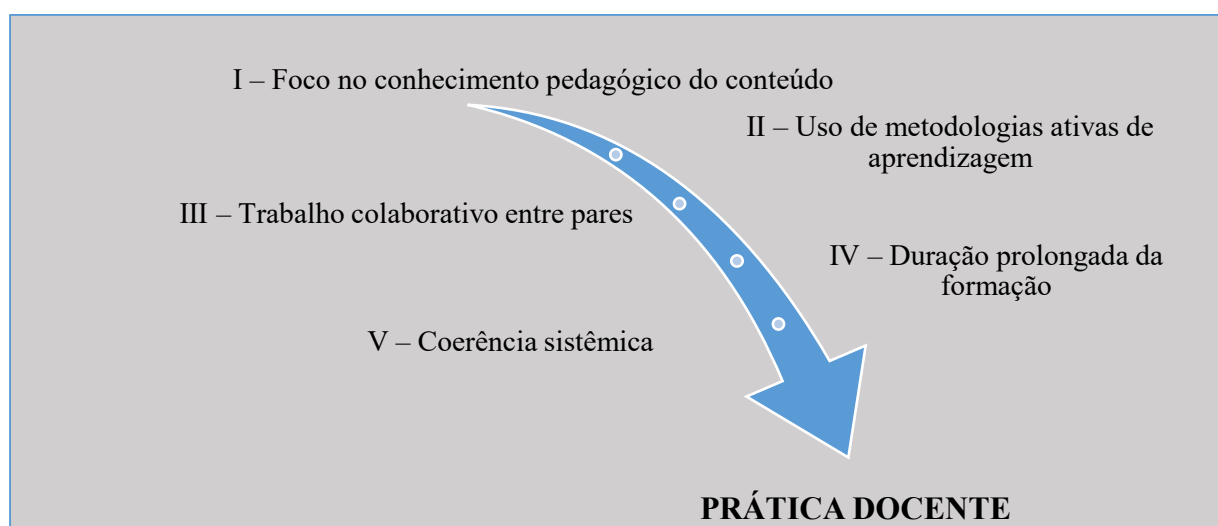 I – Foco no conhecimento pedagógico do conteúdo
II – Uso de metodologias ativas de
aprendizagem
III – Trabalho colaborativo entre pares
IV – Duração prolongada da
formação
V – Coerência sistêmica
PRÁTICA DOCENTE